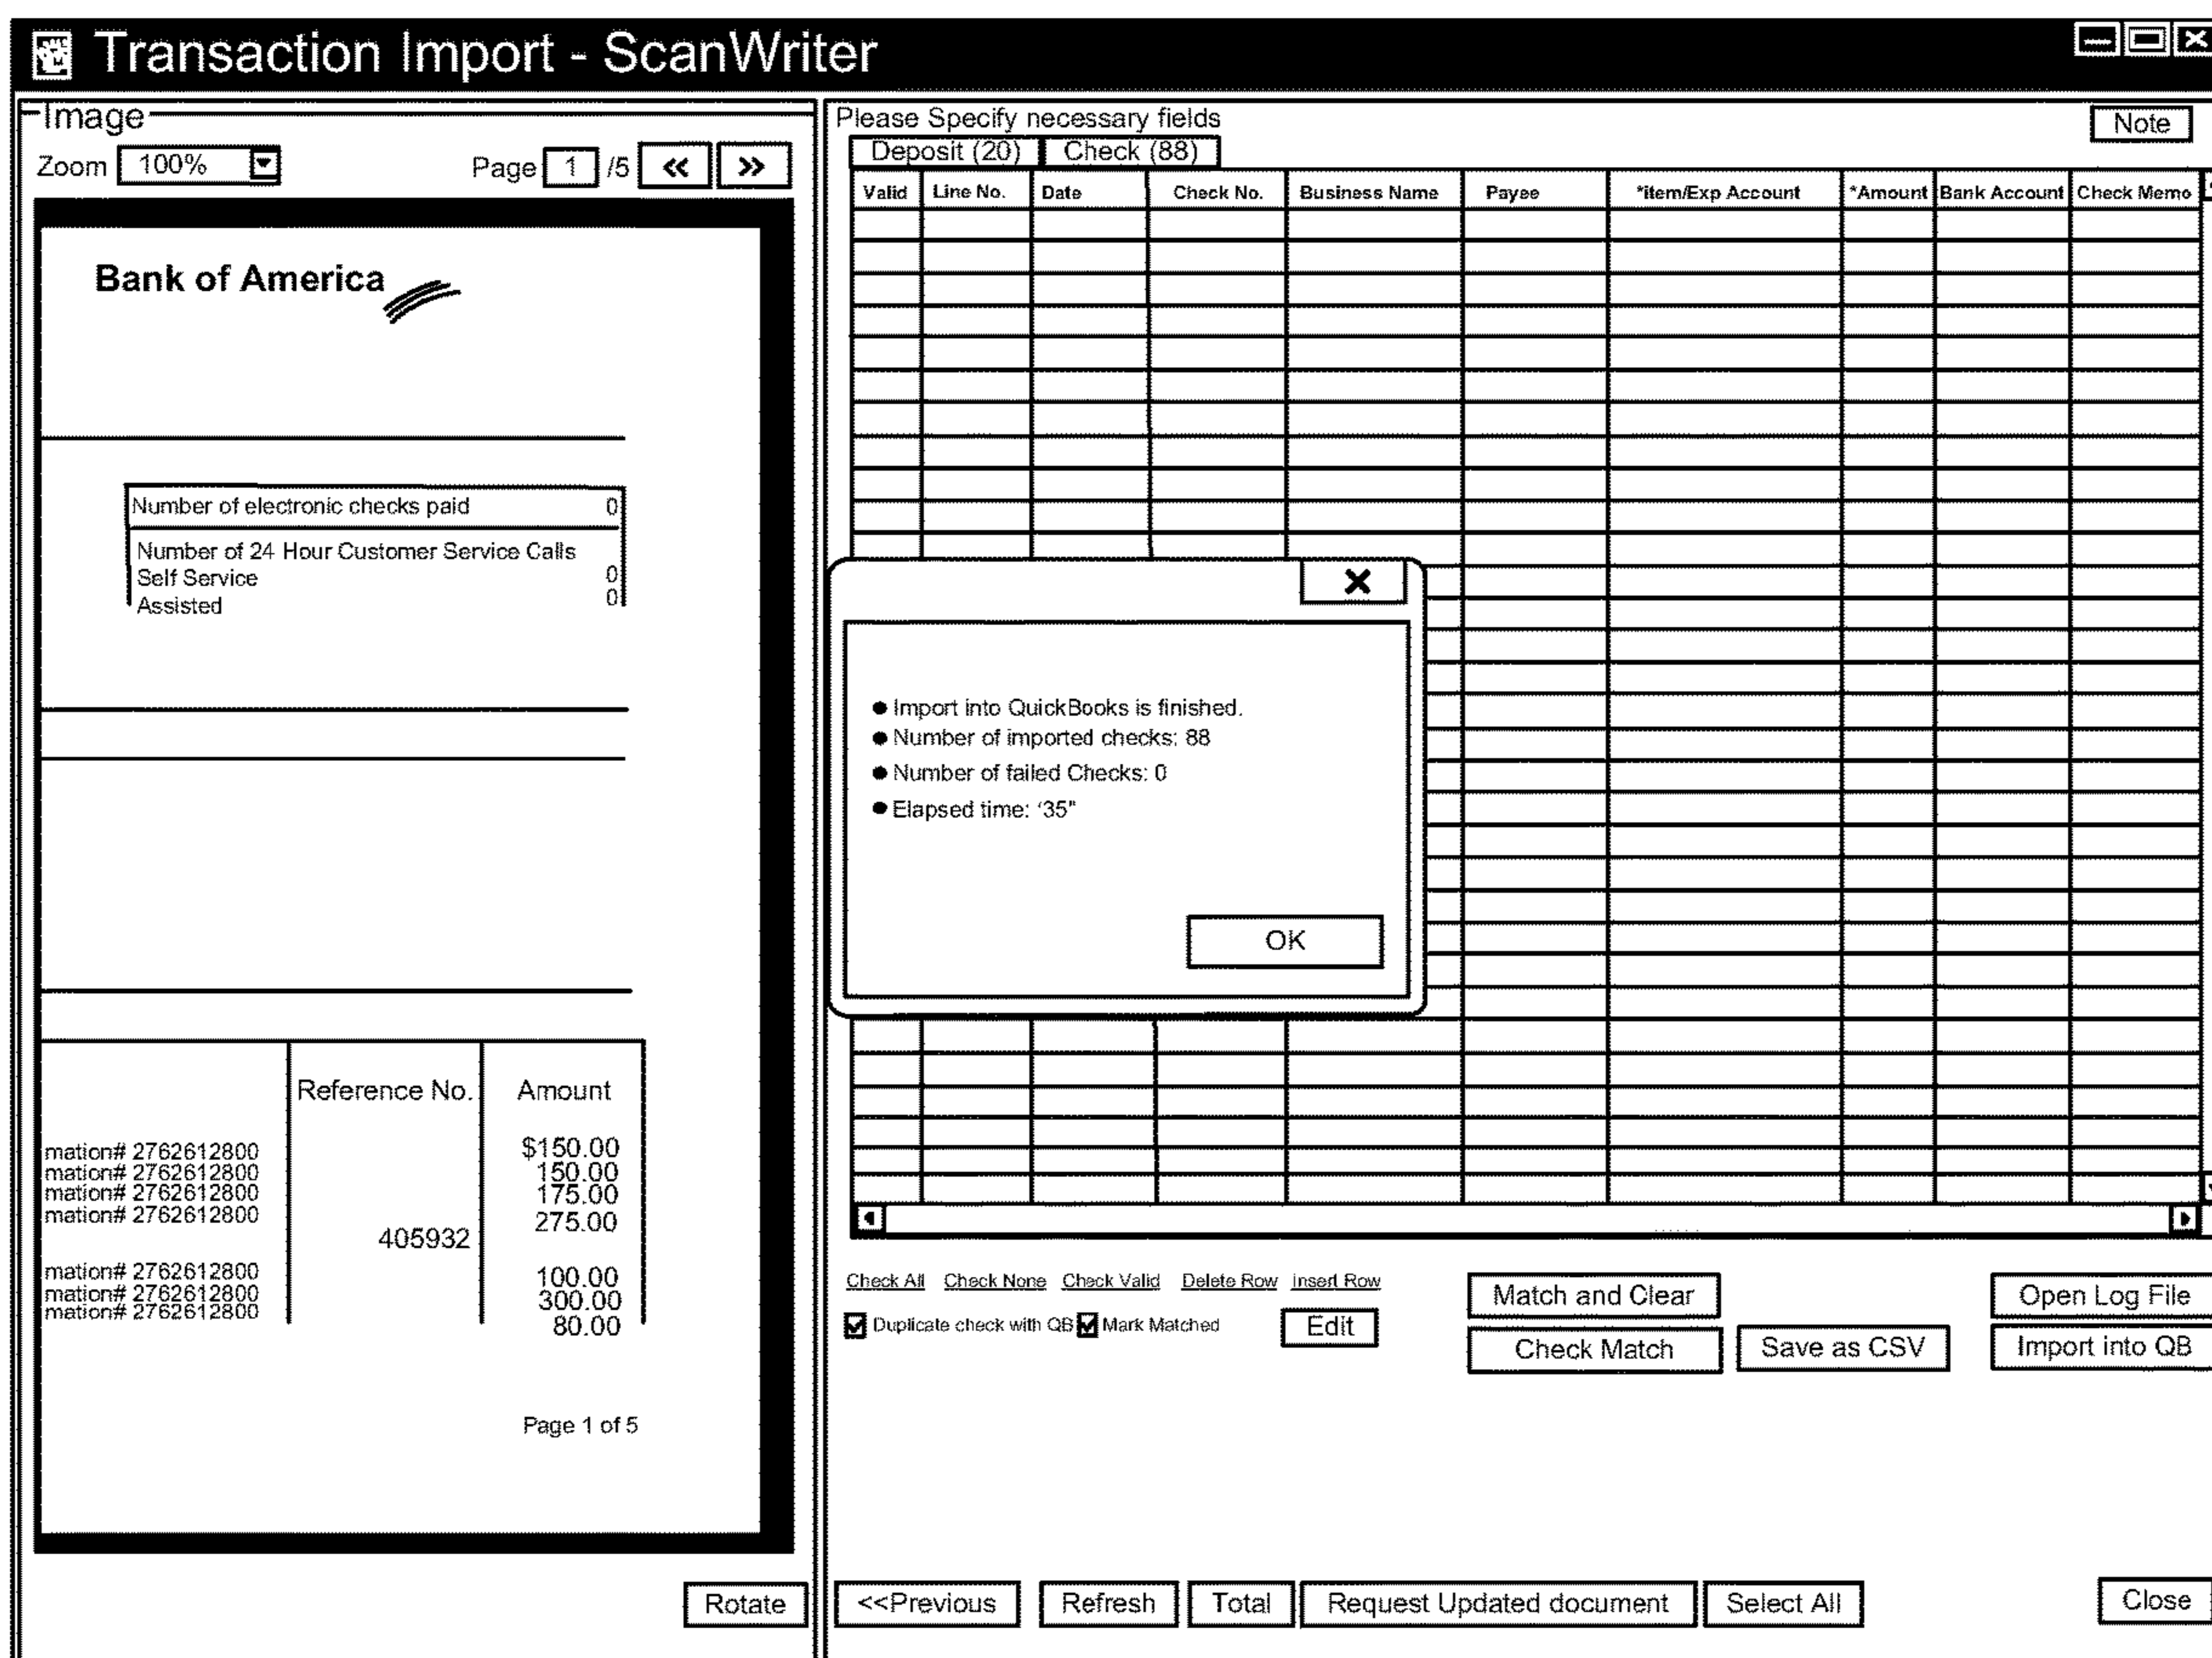 Transaction Import - ScanWriter
Image
Zoom 100% Page 1 /5 « »
Bank of America
Number of electronic checks paid 0
Number of 24 Hour Customer Service Calls
Self Service 0
Assisted 0
Reference No. Amount
mation# 2762612800 $150.00
mation# 2762612800 150.00
mation# 2762612800 175.00
mation# 2762612800 275.00
405932
mation# 2762612800 100.00
mation# 2762612800 300.00
mation# 2762612800 80.00
Page 1 of 5
Rotate
Please Specify necessary fields Note
Deposit (20) Check (88)
Valid Line No. Date Check No. Business Name Payee *item/Exp Account *Amount Bank Account Check Memo
● Import into QuickBooks is finished.
● Number of imported checks: 88
● Number of failed Checks: 0
● Elapsed time: ‘35"
OK
Check All Check None Check Valid Delete Row Insert Row
Duplicate check with QB Mark Matched Edit
Match and Clear Open Log File
Check Match Save as CSV Import into QB
<<Previous Refresh Total Request Updated document Select All Close